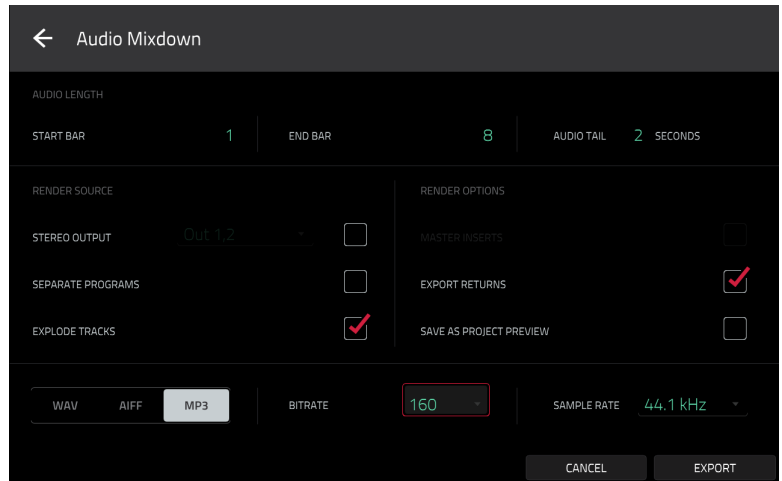 Audio Mixdown
AUDIO LENGTH
START BAR 1 END BAR 8 AUDIO TAIL 2 SECONDS
RENDER SOURCE RENDER OPTIONS
STEREO OUTPUT Out 1,2 MASTER INSERTS
SEPARATE PROGRAMS EXPORT RETURNS
EXPLODE TRACKS SAVE AS PROJECT PREVIEW
WAV AIFF MP3 BITRATE 160 SAMPLE RATE 44.1 kHz
CANCEL EXPORT